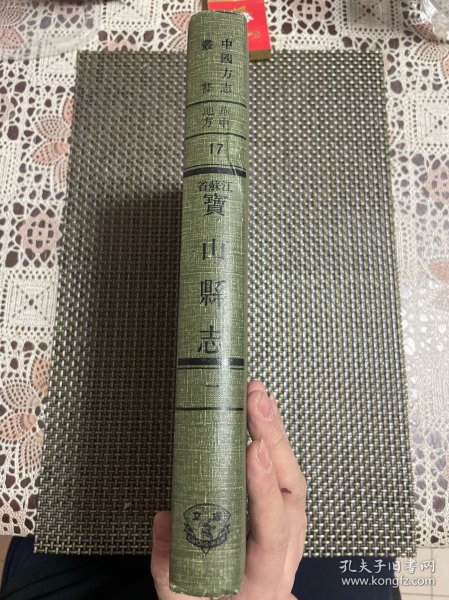 中國方志
叢書
華中
地方
17
江蘇省
寶山縣志
一
孔夫子旧书网
www.kongfz.com